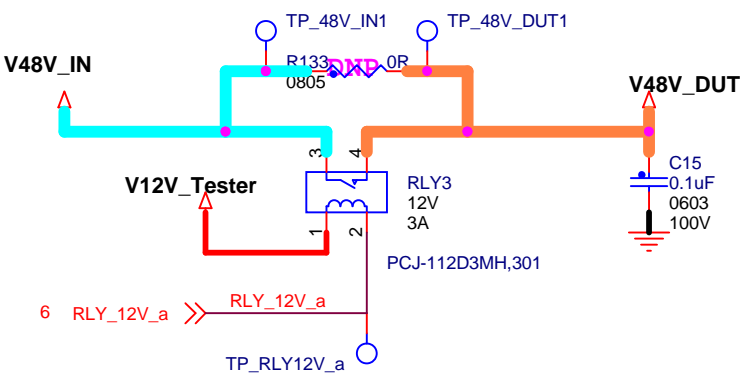 TP_48V_IN1
TP_48V_DUT1
V48V_IN
R133
DNP
0R
0805
V48V_DUT
3
4
C15
0.1uF
0603
100V
V12V_Tester
RLY3
12V
3A
1
2
PCJ-112D3MH,301
6 RLY_12V_a
RLY_12V_a
TP_RLY12V_a